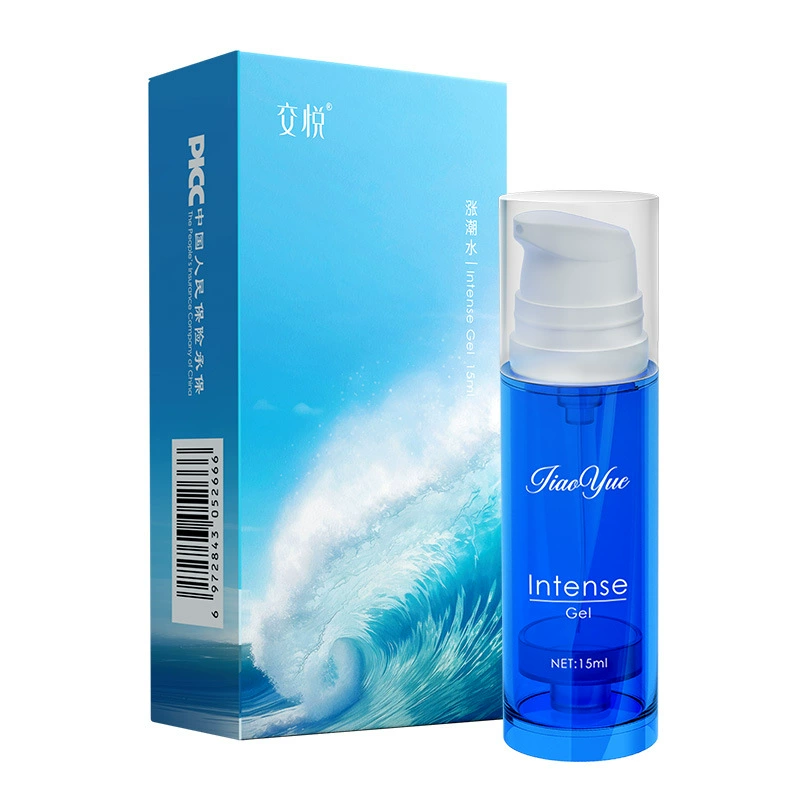 交悦®
涨潮水 | Intense Gel 15ml
PICC 中国人民保险承保
The People's Insurance Company of China
6 972843 052666
JiaoYue
Intense
Gel
NET:15ml